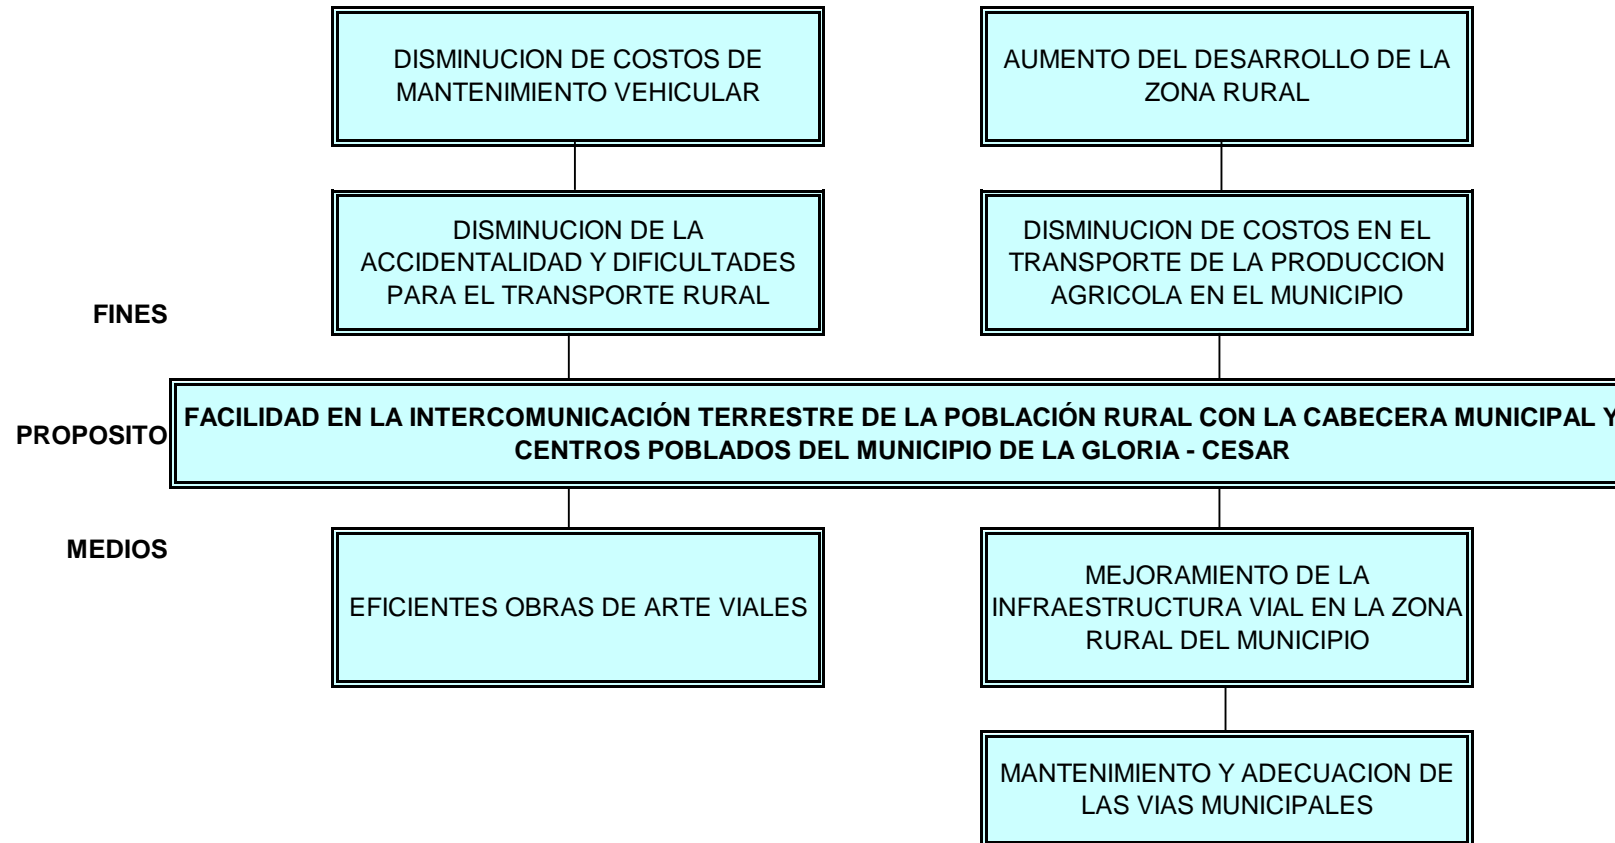 DISMINUCION DE COSTOS DE
MANTENIMIENTO VEHICULAR
AUMENTO DEL DESARROLLO DE LA
ZONA RURAL
DISMINUCION DE LA
ACCIDENTALIDAD Y DIFICULTADES
PARA EL TRANSPORTE RURAL
DISMINUCION DE COSTOS EN EL
TRANSPORTE DE LA PRODUCCION
AGRICOLA EN EL MUNICIPIO
FINES
PROPOSITO
FACILIDAD EN LA INTERCOMUNICACIÓN TERRESTRE DE LA POBLACIÓN RURAL CON LA CABECERA MUNICIPAL Y
CENTROS POBLADOS DEL MUNICIPIO DE LA GLORIA - CESAR
MEDIOS
EFICIENTES OBRAS DE ARTE VIALES
MEJORAMIENTO DE LA
INFRAESTRUCTURA VIAL EN LA ZONA
RURAL DEL MUNICIPIO
MANTENIMIENTO Y ADECUACION DE
LAS VIAS MUNICIPALES